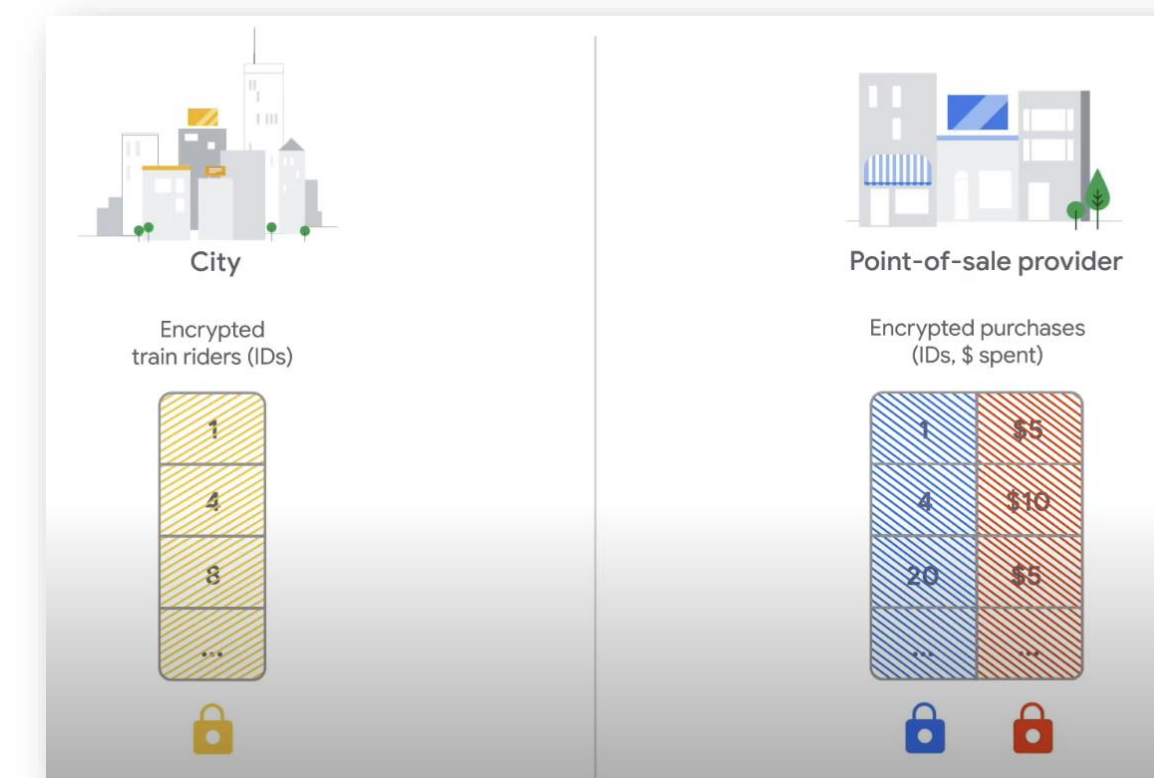 City
Encrypted
train riders (IDs)
1
4
8
...
Point-of-sale provider
Encrypted purchases
(IDs, $ spent)
1 $5
4 $10
20 $5
... ...